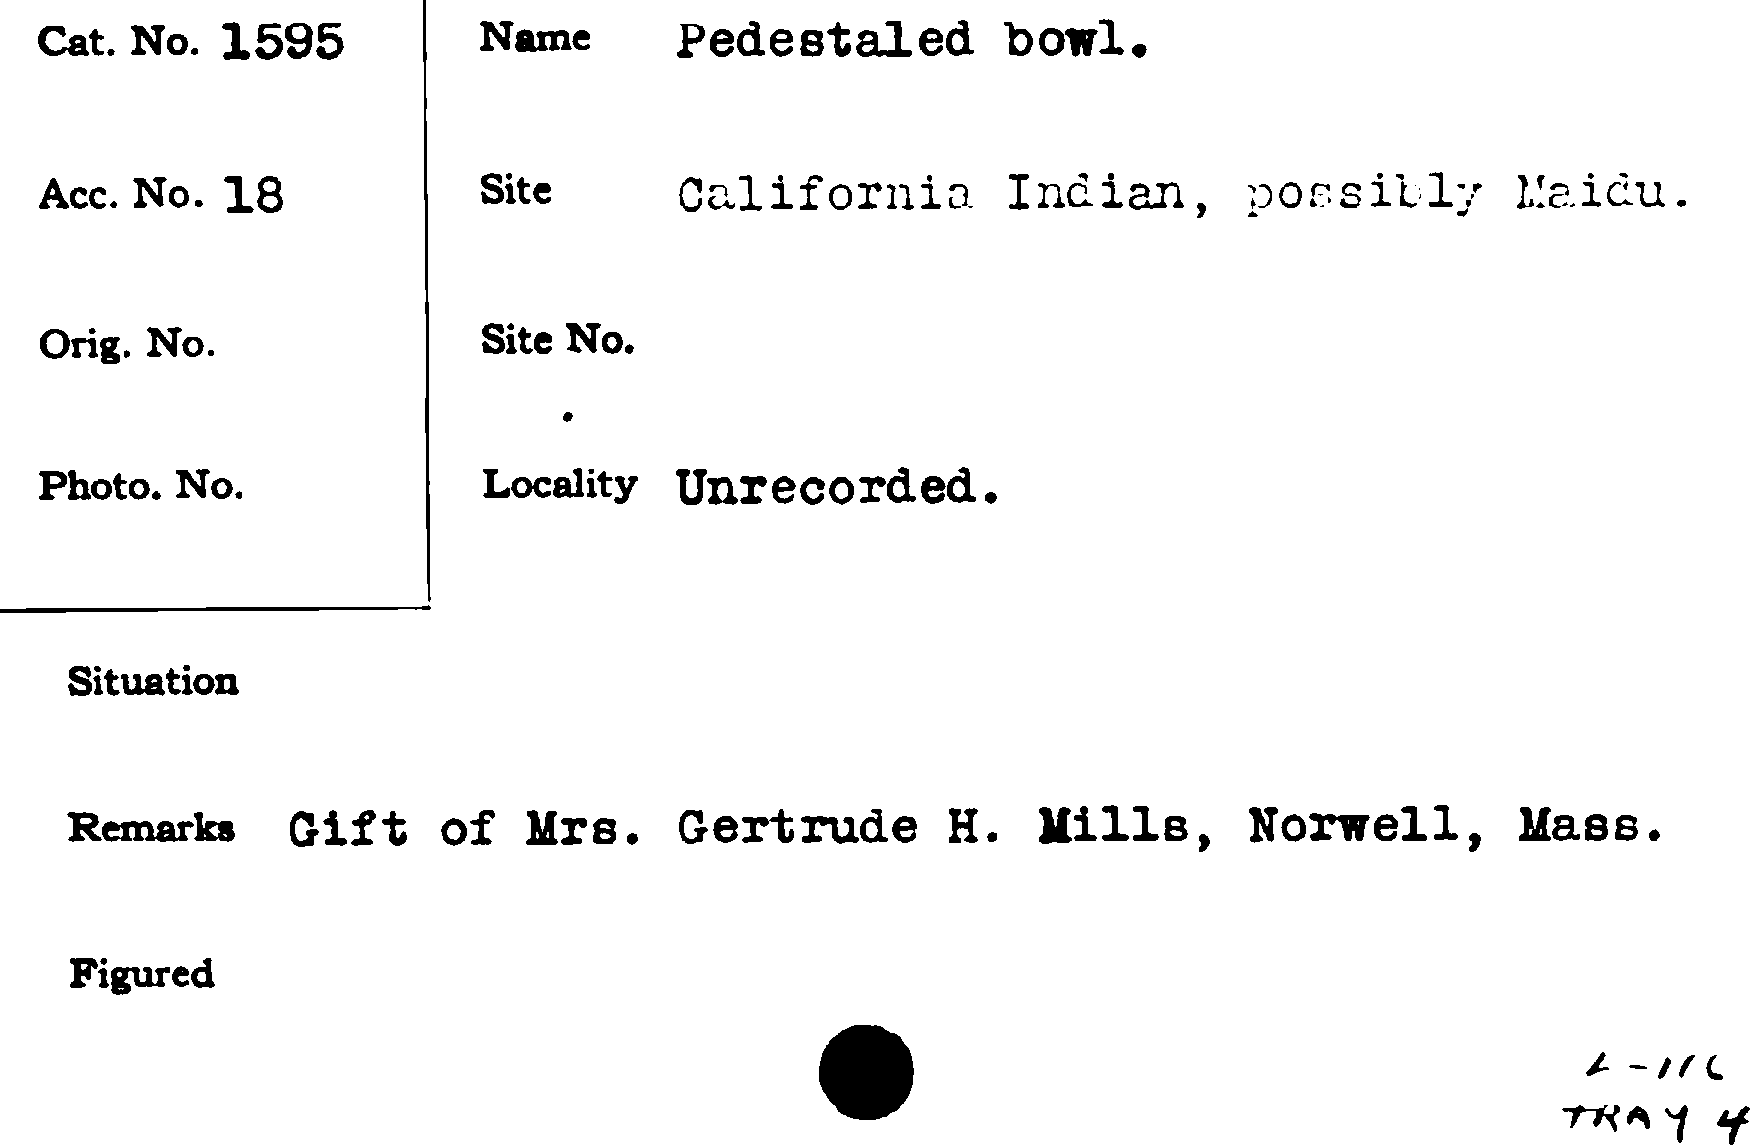 Cat. No. 1595
Name Pedestaled bowl.
Acc. No. 18
Site California Indian, possibly Maidu.
Orig. No.
Site No.
Photo. No.
Locality Unrecorded.
Situation
Remarks Gift of Mrs. Gertrude H. Mills, Norwell, Mass.
Figured
L-116
TRAY 4